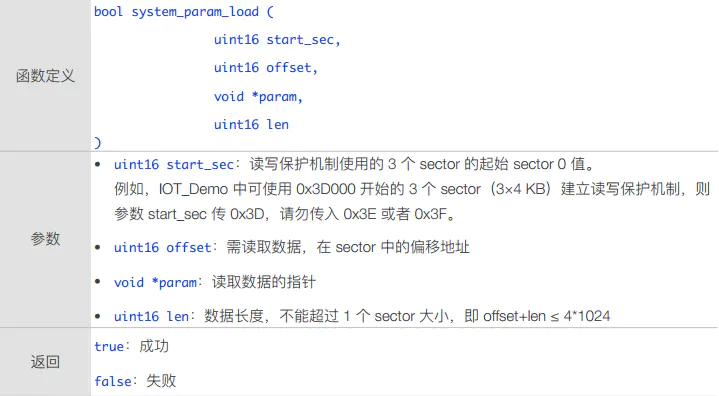 函数定义
bool system_param_load (
uint16 start_sec,
uint16 offset,
void *param,
uint16 len
)
参数
• uint16 start_sec：读写保护机制使用的 3 个 sector 的起始 sector 0 值。
例如，IOT_Demo 中可使用 0x3D000 开始的 3 个 sector（3×4 KB）建立读写保护机制，则
参数 start_sec 传 0x3D，请勿传入 0x3E 或者 0x3F。
• uint16 offset：需读取数据，在 sector 中的偏移地址
• void *param：读取数据的指针
• uint16 len：数据长度，不能超过 1 个 sector 大小，即 offset+len ≤ 4*1024
返回
true：成功
false：失败